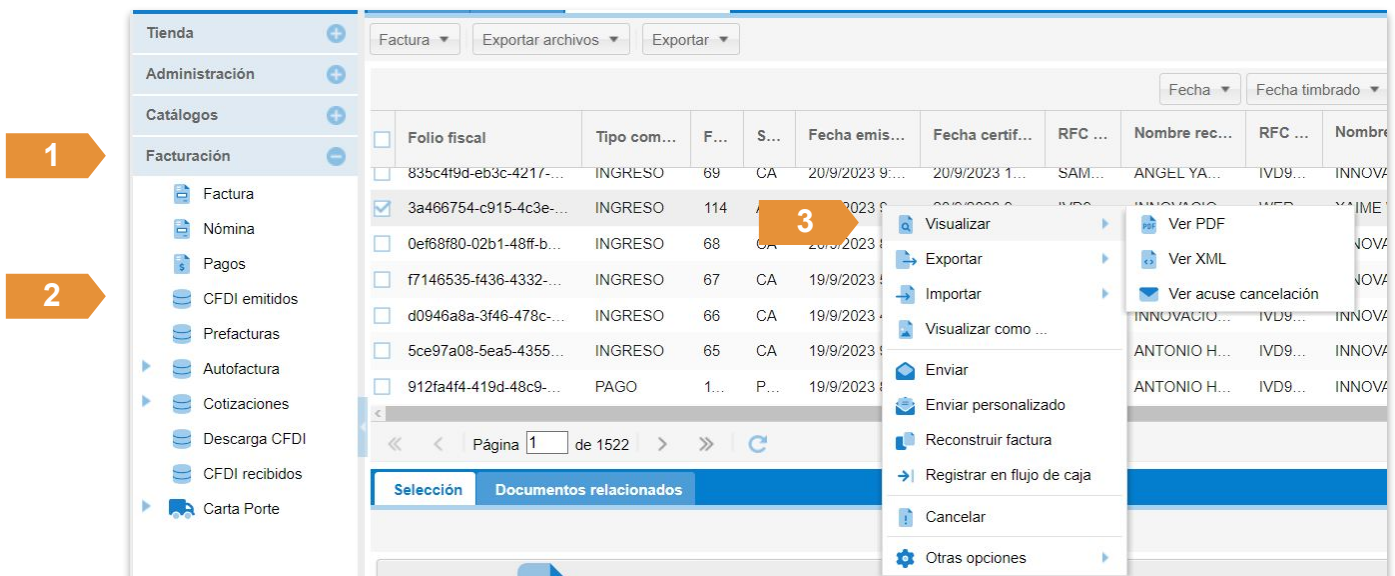 Tienda
Administración
Catálogos
1
Facturación
Factura
Nómina
Pagos
2
CFDI emitidos
Prefacturas
Autofactura
Cotizaciones
Descarga CFDI
CFDI recibidos
Carta Porte
Factura Exportar archivos Exportar
Fecha Fecha timbrado
Folio fiscal Tipo com... F... S... Fecha emis... Fecha certif... RFC ... Nombre rec... RFC ... Nombre
835c4f9d-eb3c-4217-... INGRESO 69 CA 20/9/2023 9:... 20/9/2023 1... SAM... ANGEL YA... IVD9... INNOVA
3a466754-c915-4c3e-... INGRESO 114
0ef68f80-02b1-48ff-b... INGRESO 68 CA
f7146535-f436-4332-... INGRESO 67 CA 19/9/2023
d0946a8a-3f46-478c-... INGRESO 66 CA 19/9/2023 INNOVACIO... IVD9... INNOVA
5ce97a08-5ea5-4355... INGRESO 65 CA 19/9/2023 ANTONIO H... IVD9... INNOVA
912fa4f4-419d-48c9-... PAGO 1... P... 19/9/2023 ANTONIO H... IVD9... INNOVA
Página 1 de 1522
Selección Documentos relacionados
3
Visualizar
Exportar
Importar
Visualizar como ...
Enviar
Enviar personalizado
Reconstruir factura
Registrar en flujo de caja
Cancelar
Otras opciones
Ver PDF
Ver XML
Ver acuse cancelación